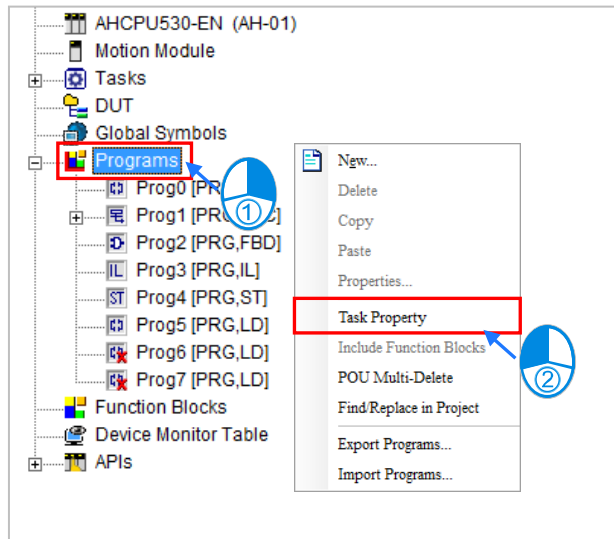 AHCPU530-EN (AH-01)
Motion Module
Tasks
DUT
Global Symbols
Programs
Prog0 [PR
Prog1 [PR C]
Prog2 [PRG,FBD]
Prog3 [PRG,IL]
Prog4 [PRG,ST]
Prog5 [PRG,LD]
Prog6 [PRG,LD]
Prog7 [PRG,LD]
Function Blocks
Device Monitor Table
APIs
1
New...
Delete
Copy
Paste
Properties...
Task Property
Include Function Blocks
POU Multi-Delete
Find/Replace in Project
Export Programs...
Import Programs...
2